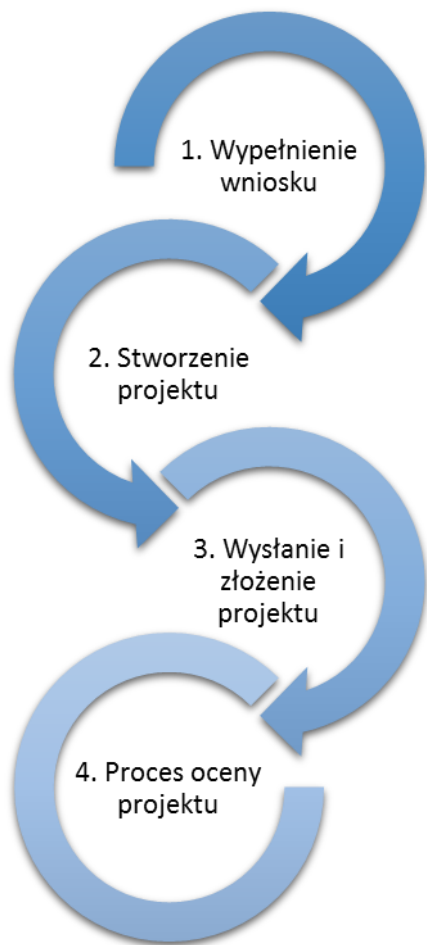 1. Wypełnienie
wniosku
2. Stworzenie
projektu
3. Wysłanie i
złożenie
projektu
4. Proces oceny
projektu